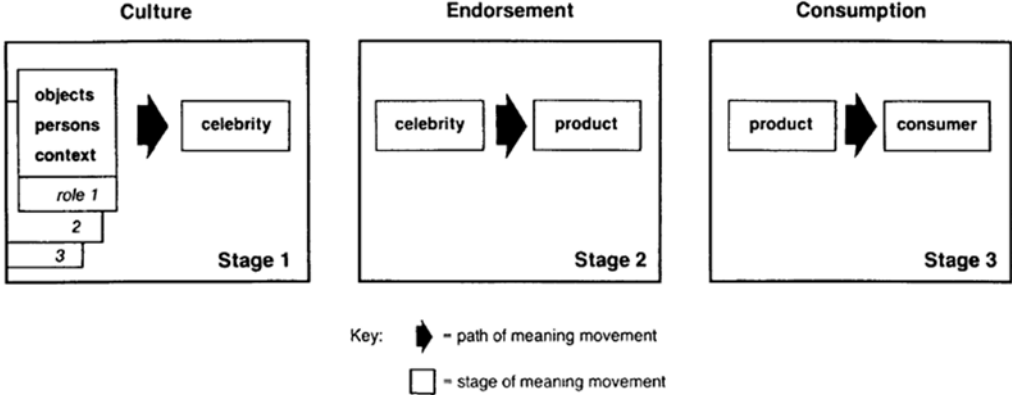 Culture
Endorsement
Consumption
objects
persons
context
role 1
2
3
celebrity
Stage 1
celebrity
product
Stage 2
product
consumer
Stage 3
Key:
= path of meaning movement
= stage of meaning movement